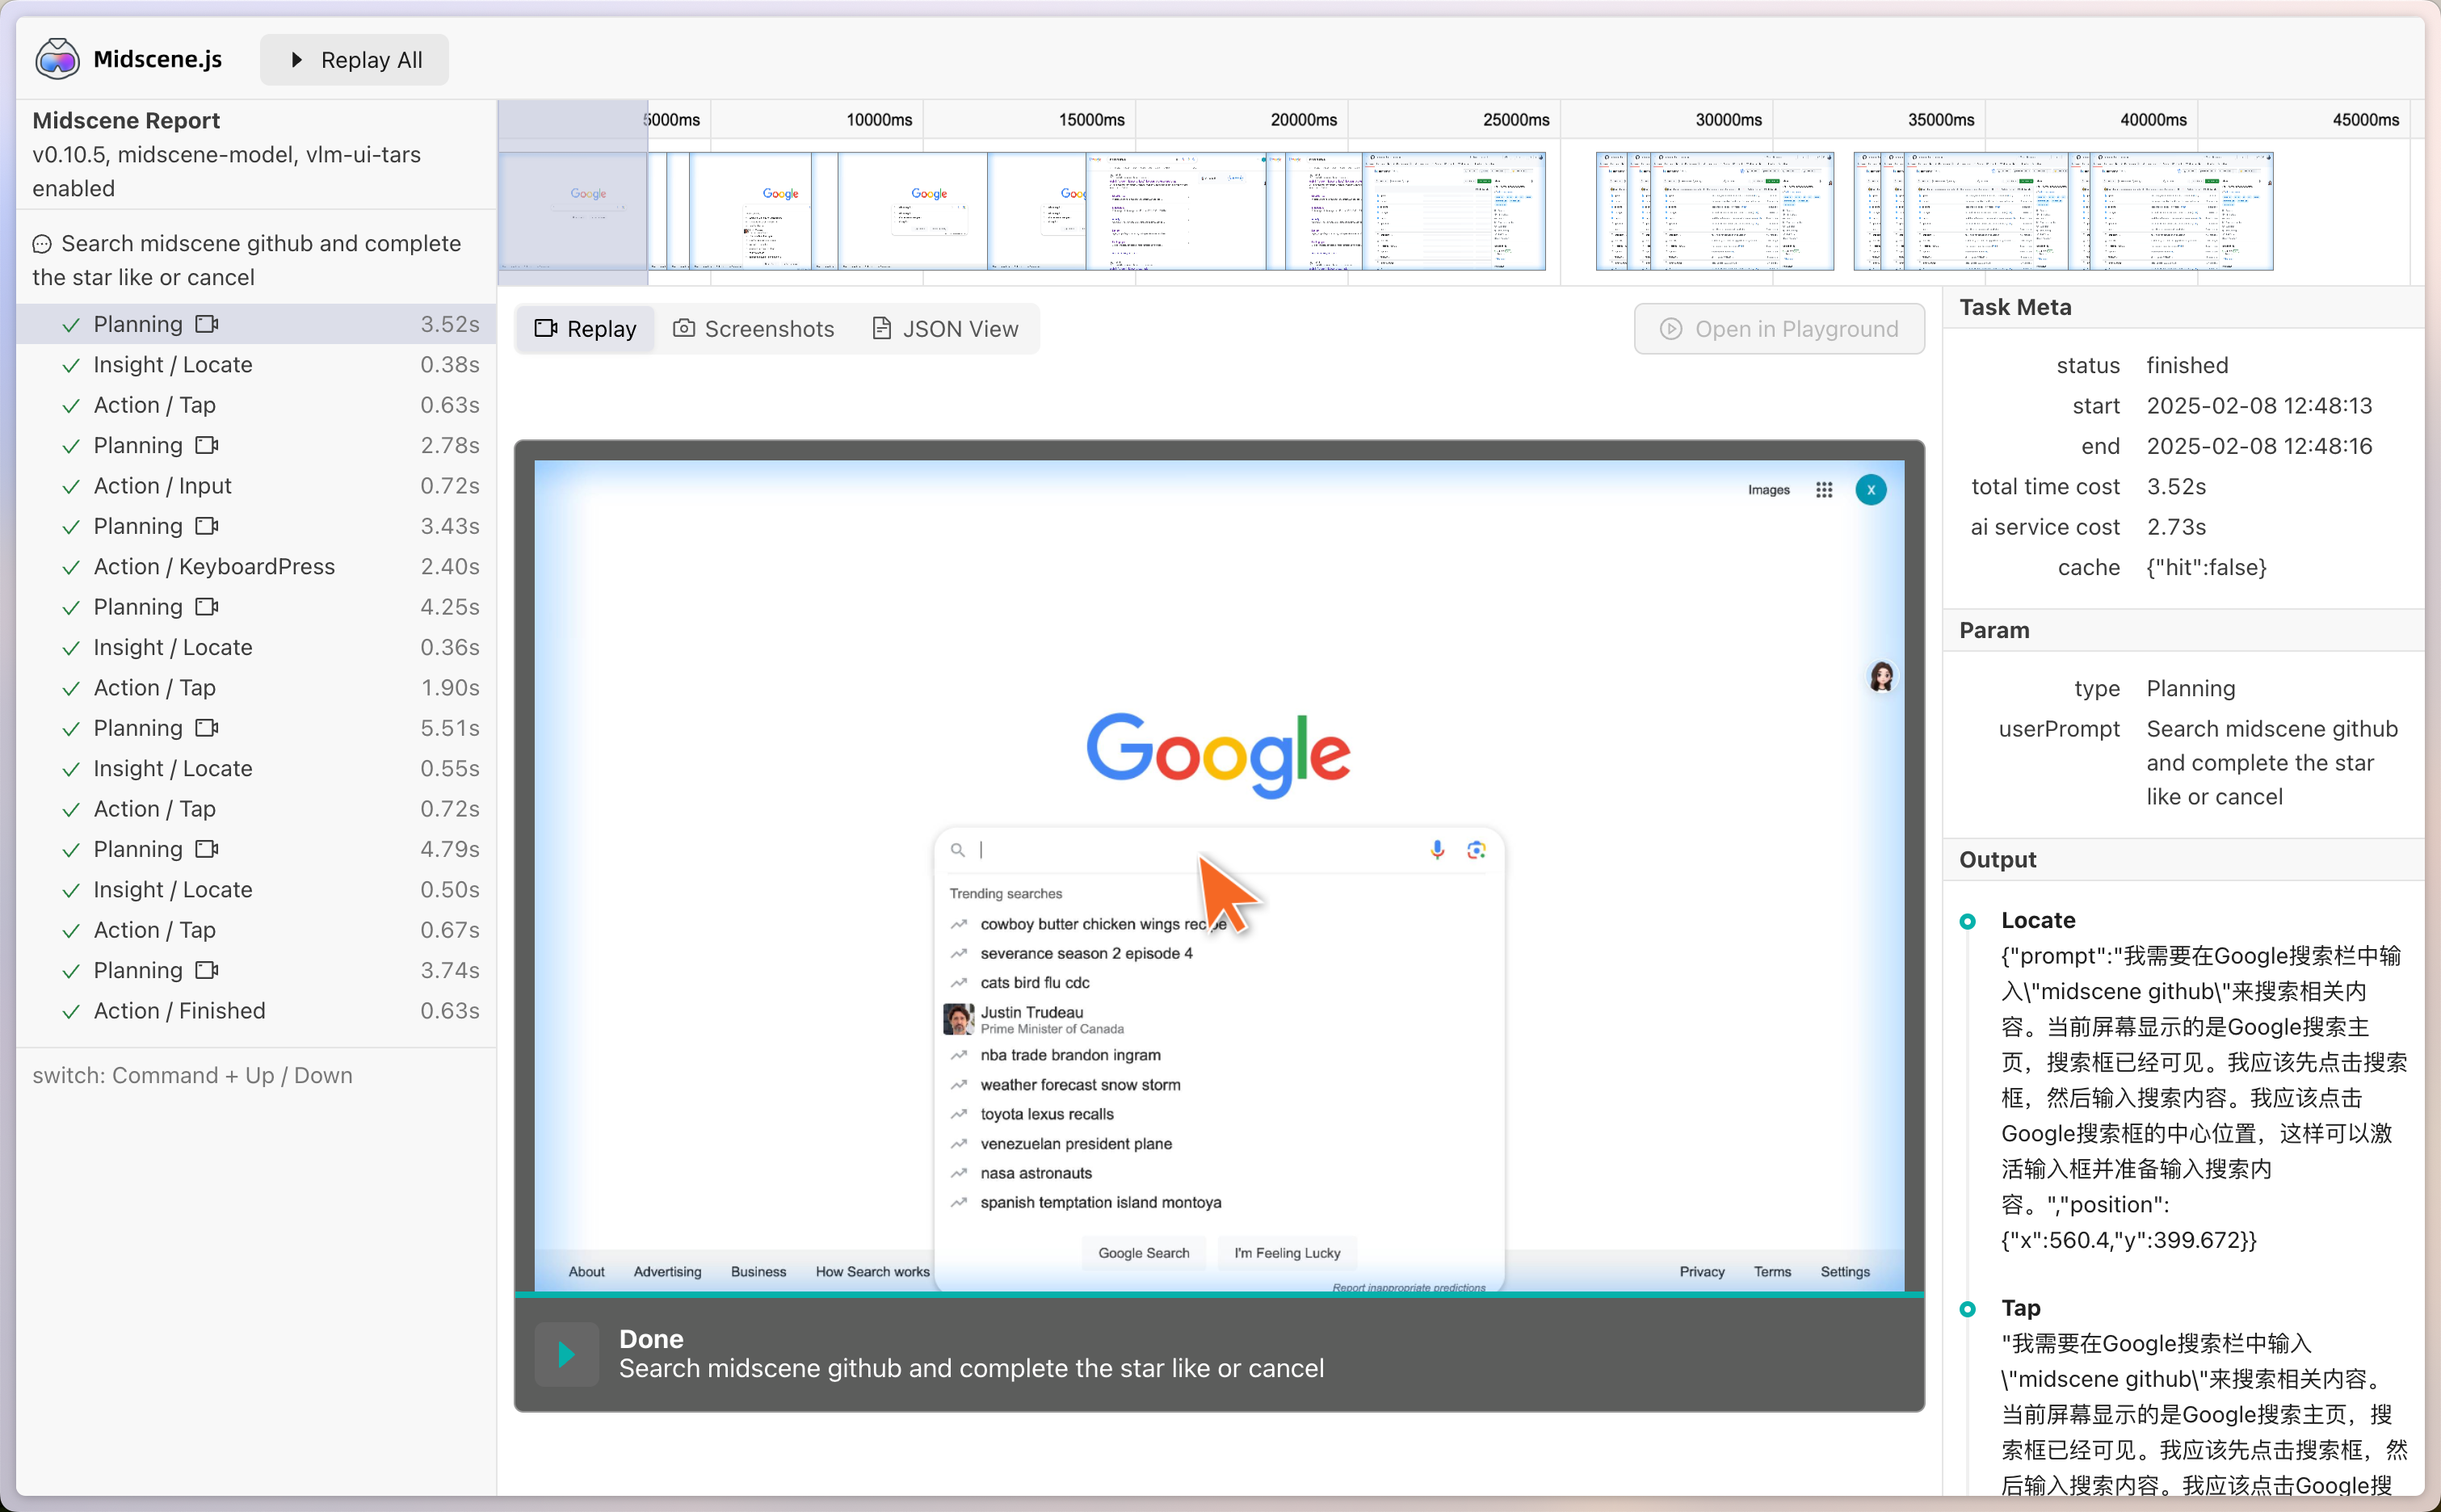 Midscene.js
Replay All
Midscene Report
v0.10.5, midscene-model, vlm-ui-tars
enabled
Search midscene github and complete
the star like or cancel
Planning 3.52s
Insight / Locate 0.38s
Action / Tap 0.63s
Planning 2.78s
Action / Input 0.72s
Planning 3.43s
Action / KeyboardPress 2.40s
Planning 4.25s
Insight / Locate 0.36s
Action / Tap 1.90s
Planning 5.51s
Insight / Locate 0.55s
Action / Tap 0.72s
Planning 4.79s
Insight / Locate 0.50s
Action / Tap 0.67s
Planning 3.74s
Action / Finished 0.63s
switch: Command + Up / Down
5000ms 10000ms 15000ms 20000ms 25000ms 30000ms 35000ms 40000ms 45000ms
Google Google Google Goog
Replay Screenshots JSON View
Open in Playground
Images X
Google
Trending searches
cowboy butter chicken wings recipe
severance season 2 episode 4
cats bird flu cdc
Justin Trudeau
Prime Minister of Canada
nba trade brandon ingram
weather forecast snow storm
toyota lexus recalls
venezuelan president plane
nasa astronauts
spanish temptation island montoya
Google Search I'm Feeling Lucky
Report inappropriate predictions
About Advertising Business How Search works
Privacy Terms Settings
Done
Search midscene github and complete the star like or cancel
Task Meta
status finished
start 2025-02-08 12:48:13
end 2025-02-08 12:48:16
total time cost 3.52s
ai service cost 2.73s
cache {"hit":false}
Param
type Planning
userPrompt Search midscene github
and complete the star
like or cancel
Output
Locate
{"prompt":"我需要在Google搜索栏中输
入\"midscene github\"来搜索相关内
容。当前屏幕显示的是Google搜索主
页，搜索框已经可见。我应该先点击搜索
框，然后输入搜索内容。我应该点击
Google搜索框的中心位置，这样可以激
活输入框并准备输入搜索内
容。","position":
{"x":560.4,"y":399.672}}
Tap
"我需要在Google搜索栏中输入
\"midscene github\"来搜索相关内容。
当前屏幕显示的是Google搜索主页，搜
索框已经可见。我应该先点击搜索框，然
后输入搜索内容。我应该点击Google搜